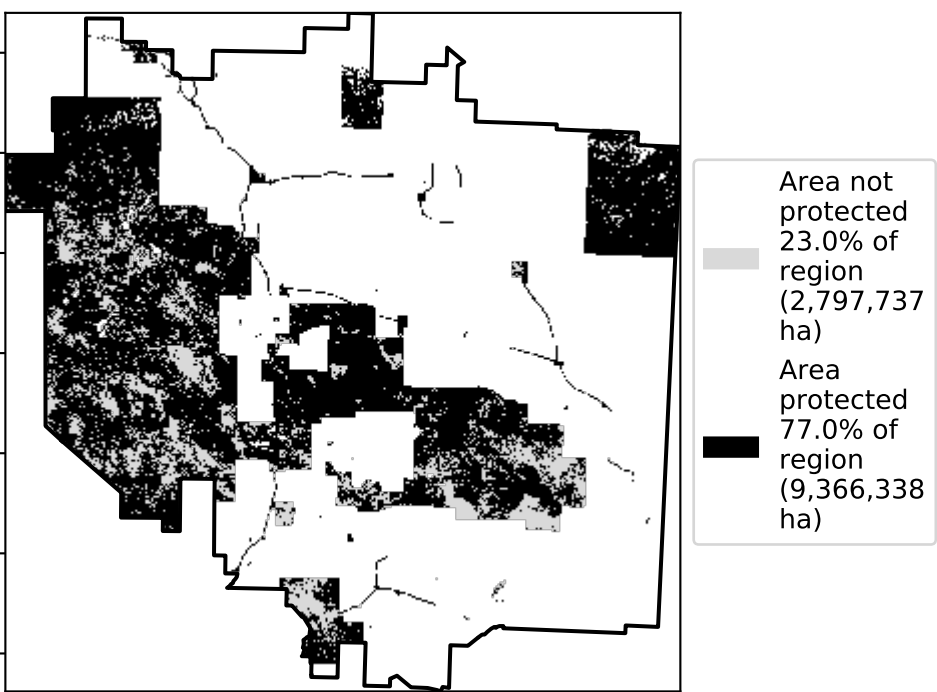 Area not
protected
23.0% of
region
(2,797,737
ha)
Area
protected
77.0% of
region
(9,366,338
ha)